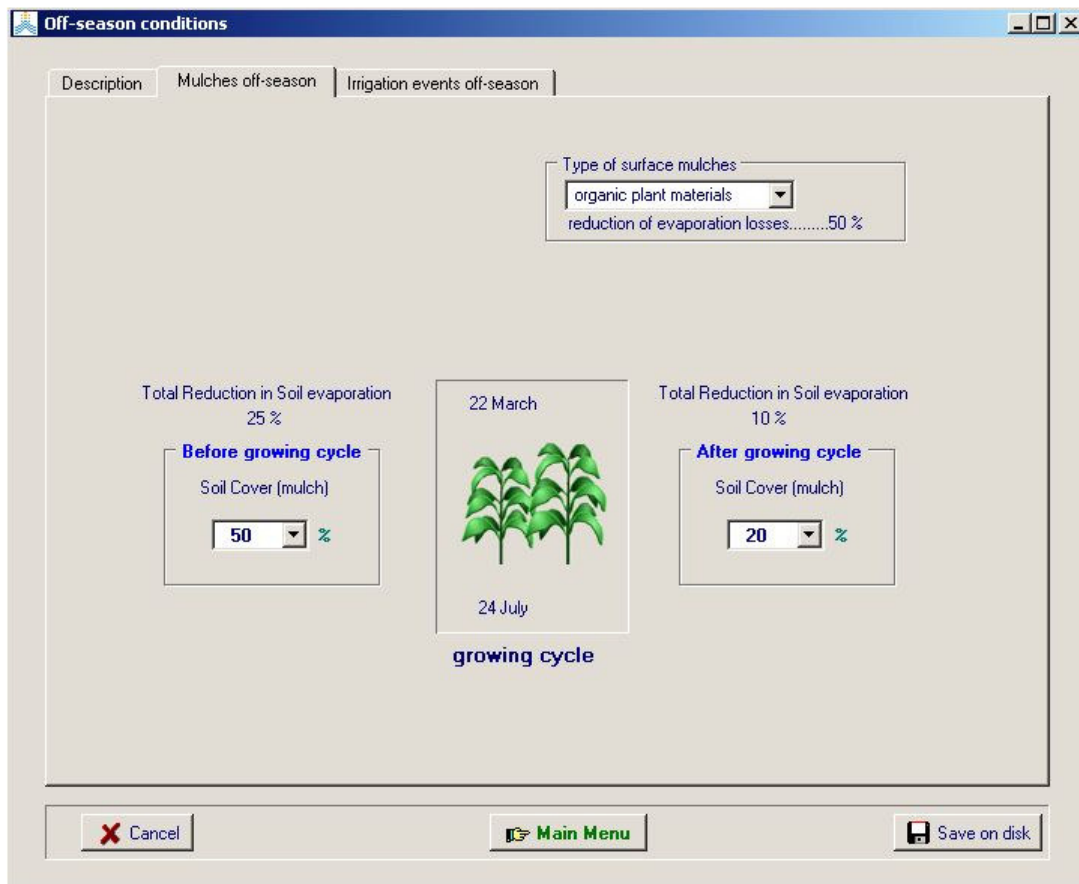 Off-season conditions
Description
Mulches off-season
Irrigation events off-season
Type of surface mulches
organic plant materials
reduction of evaporation losses.........50 %
Total Reduction in Soil evaporation
25 %
Before growing cycle
Soil Cover (mulch)
50 %
22 March
24 July
growing cycle
Total Reduction in Soil evaporation
10 %
After growing cycle
Soil Cover (mulch)
20 %
Cancel
Main Menu
Save on disk